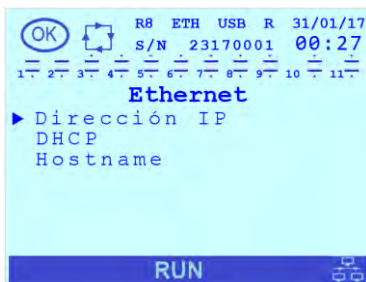 OK R8 ETH USB R 31/01/17
S/N 23170001 00:27
1 2 3 4 5 6 7 8 9 10 11
Ethernet
Dirección IP
DHCP
Hostname
RUN